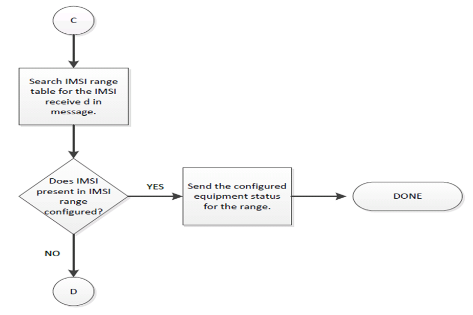 C
Search IMSI range
table for the IMSI
receive d in
message.
Does IMSI
present in IMSI
range
configured?
YES
Send the configured
equipment status
for the range.
DONE
NO
D